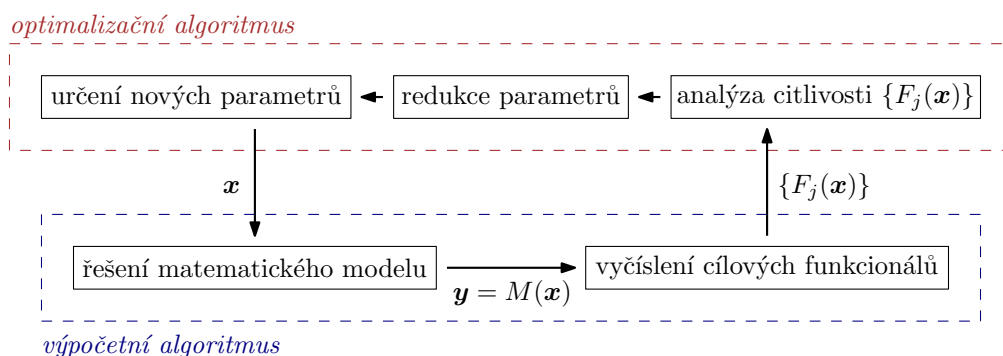 optimalizační algoritmus
určení nových parametrů
redukce parametrů
analýza citlivosti {F_j(x)}
x
{F_j(x)}
řešení matematického modelu
y = M(x)
vyčíslení cílových funkcionálů
výpočetní algoritmus